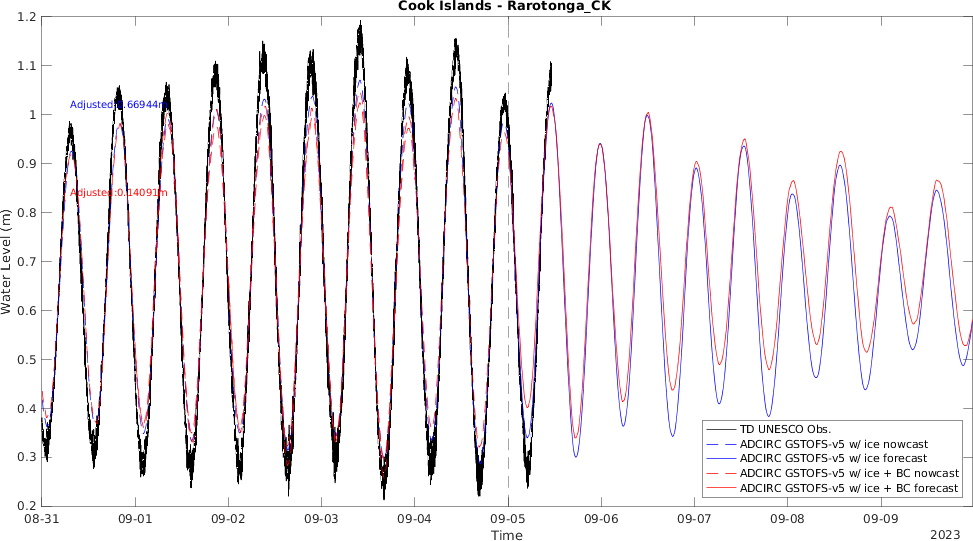 Cook Islands - Rarotonga_CK
1.2
1.1
1
0.9
0.8
0.7
0.6
0.5
0.4
0.3
0.2
Water Level (m)
Adjusted:0.66944m
Adjusted:0.14091m
08-31 09-01 09-02 09-03 09-04 09-05 09-06 09-07 09-08 09-09
2023
Time
TD UNESCO Obs.
ADCIRC GSTOFS-v5 w/ ice nowcast
ADCIRC GSTOFS-v5 w/ ice forecast
ADCIRC GSTOFS-v5 w/ ice + BC nowcast
ADCIRC GSTOFS-v5 w/ ice + BC forecast